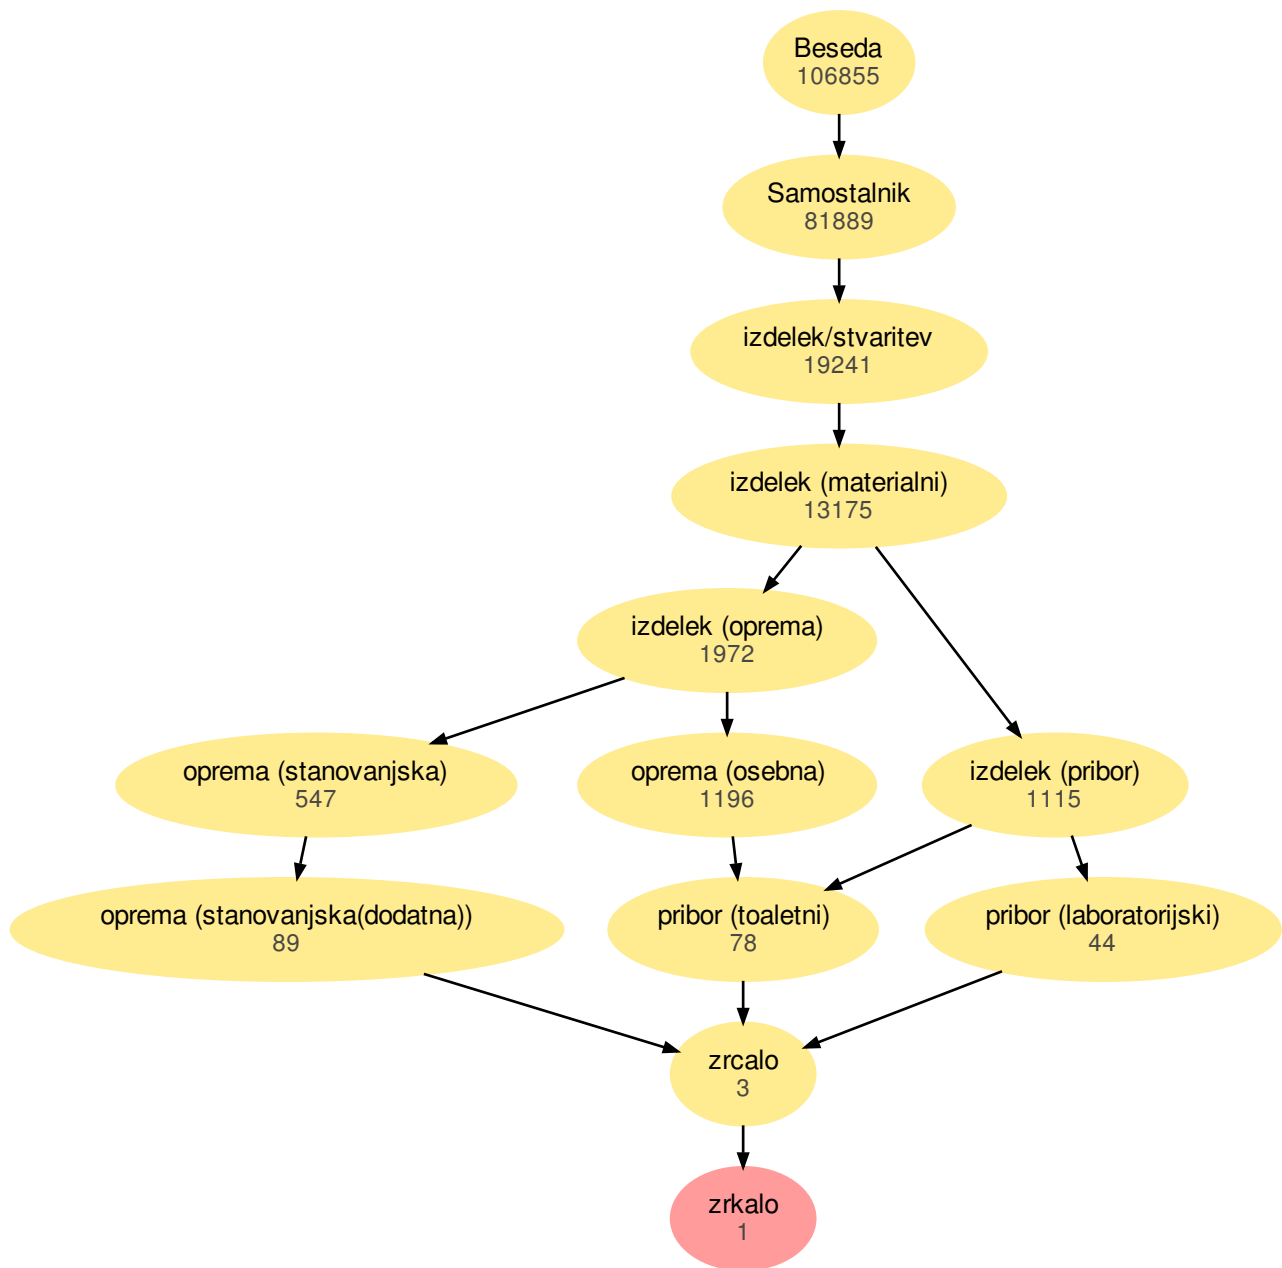 Beseda
106855
Samostalnik
81889
izdelek/stvaritev
19241
izdelek (materialni)
13175
izdelek (oprema)
1972
oprema (stanovanjska)
547
oprema (osebna)
1196
izdelek (pribor)
1115
oprema (stanovanjska(dodatna))
89
pribor (toaletni)
78
pribor (laboratorijski)
44
zrcalo
3
zrkalo
1